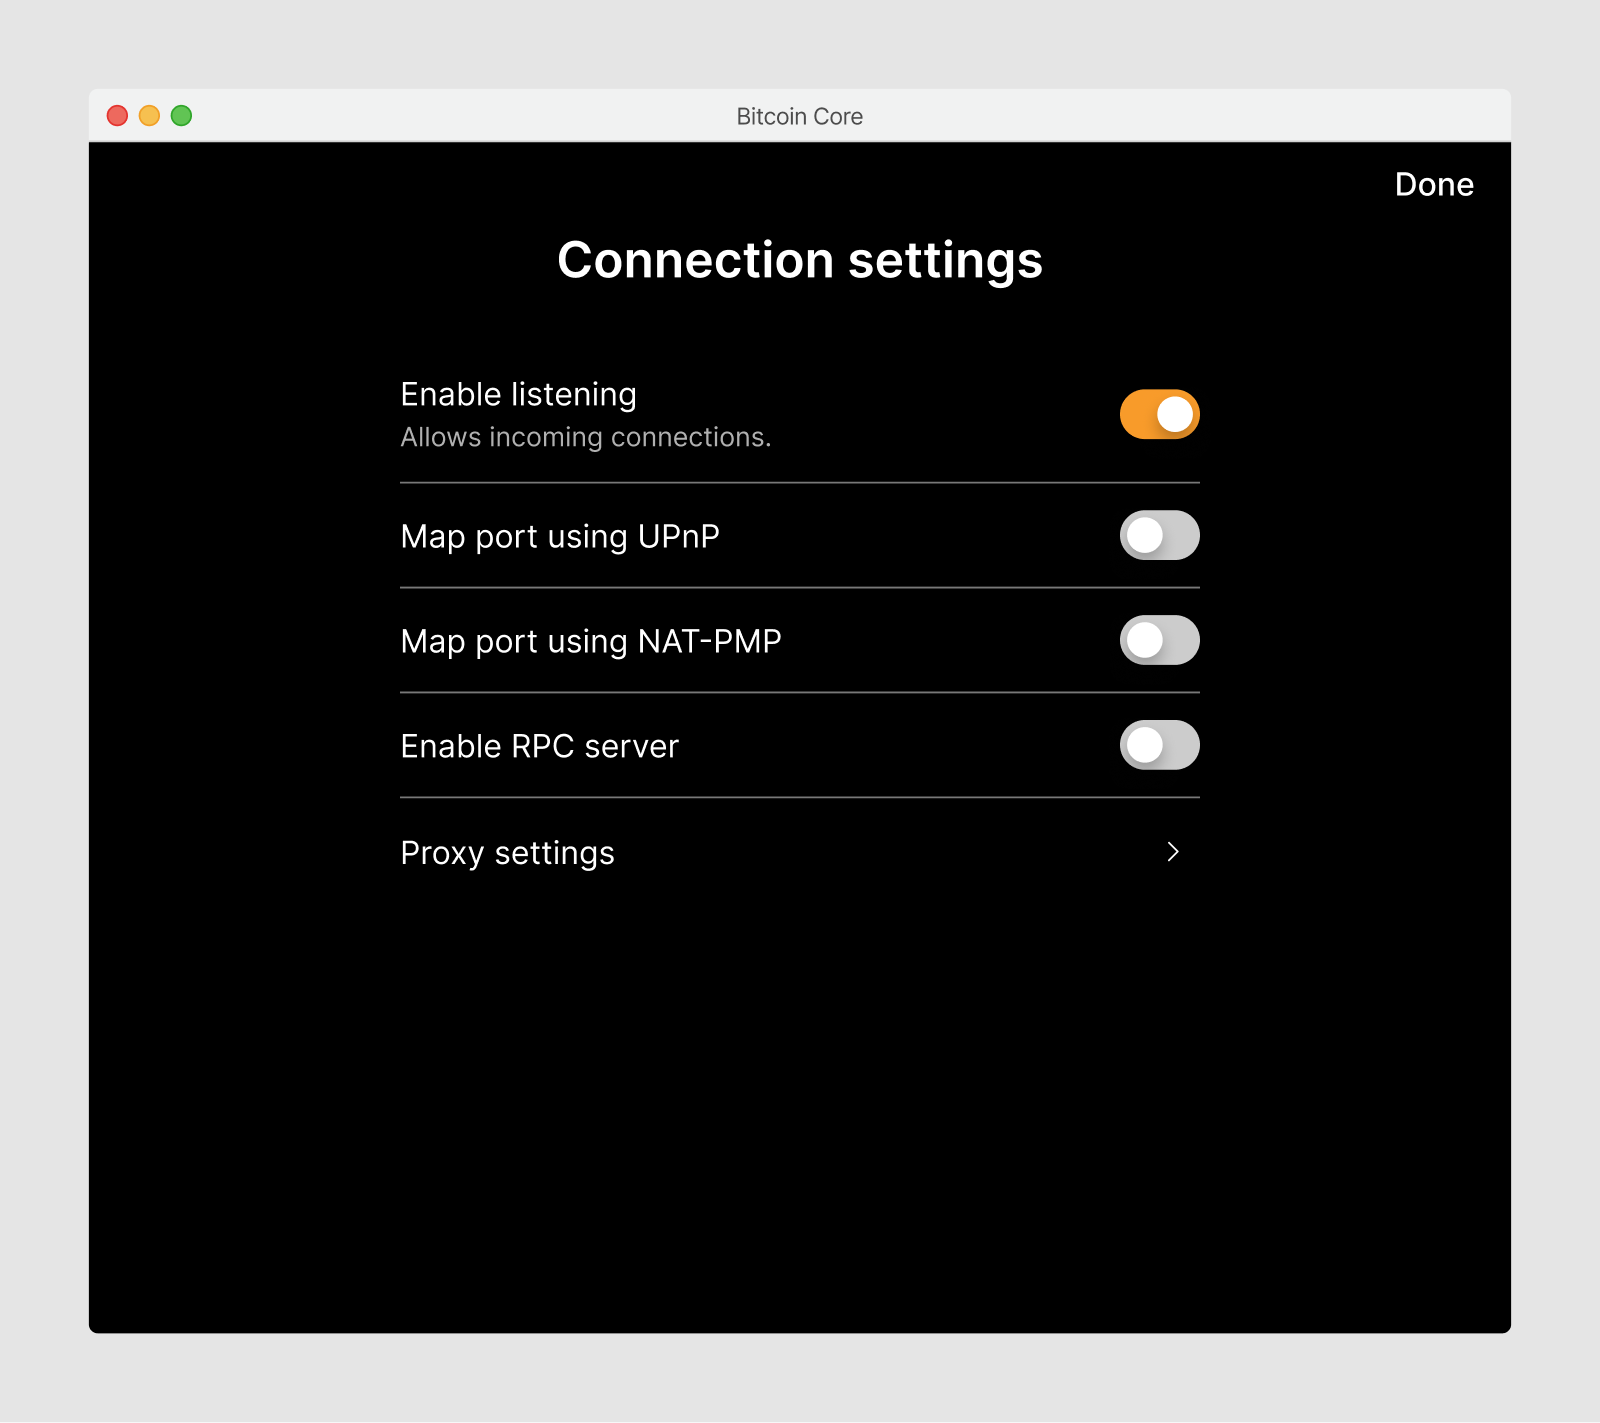 Bitcoin Core
Done
Connection settings
Enable listening
Allows incoming connections.
Map port using UPnP
Map port using NAT-PMP
Enable RPC server
Proxy settings